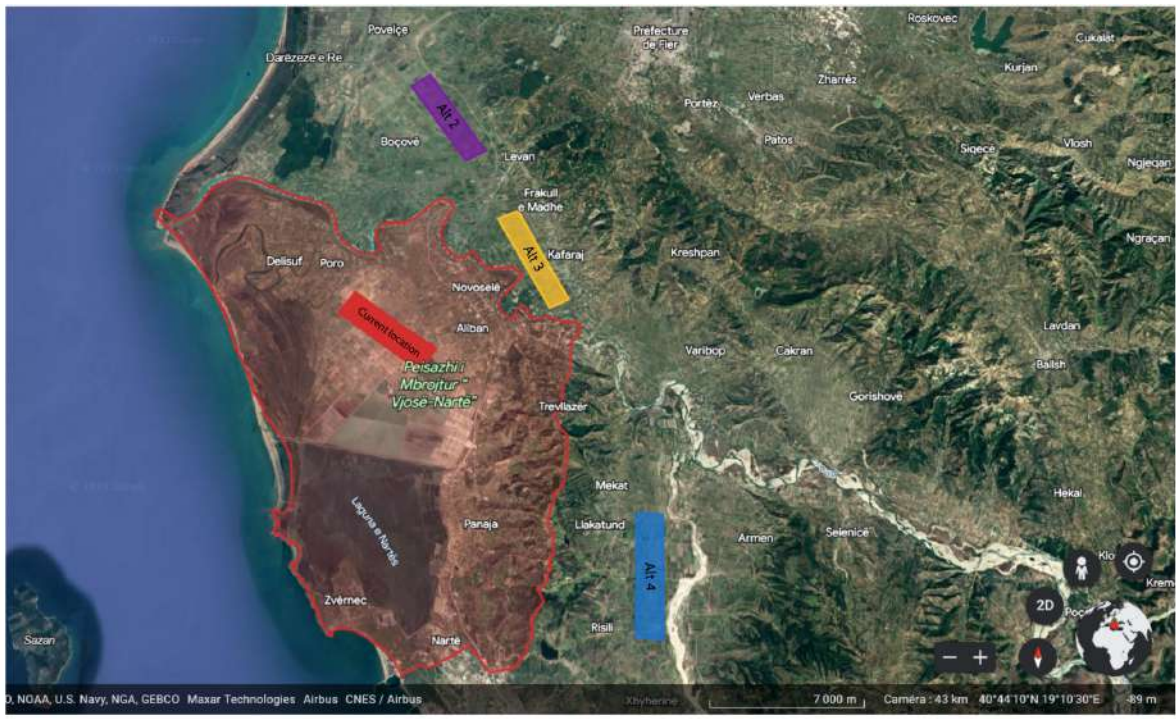 Roskovec
Povelçe
Préfecture
de Fier
Cukalat
Darëzezë e Re
Kurjan
Zharrëz
Verbas
Portëz
Alt 2
Patos
Boçovë
Siqecë
Vlosh
Levan
Ngjeqan
Frakull
e Madhe
Ngraçan
Kreshpan
Kafaraj
Alt 3
Delisuf
Poro
Novoselë
Current location
Aliban
Lavdan
Varibop
Cakran
Ballsh
Peisazhi i
Mbrojtur "
Vjosë-Nartë"
Gorishovë
Trevllazër
Mekat
Hekal
Laguna e Nartës
Panaja
Llakatund
Armen
Selenicë
Alt 4
Zvërnec
Risili
2D
Sazan
Nartë
O, NOAA, U.S. Navy, NGA, GEBCO Maxar Technologies Airbus CNES / Airbus
Xhyherinë
7 000 m
Caméra : 43 km 40°44'10"N 19°10'30"E
-89 m